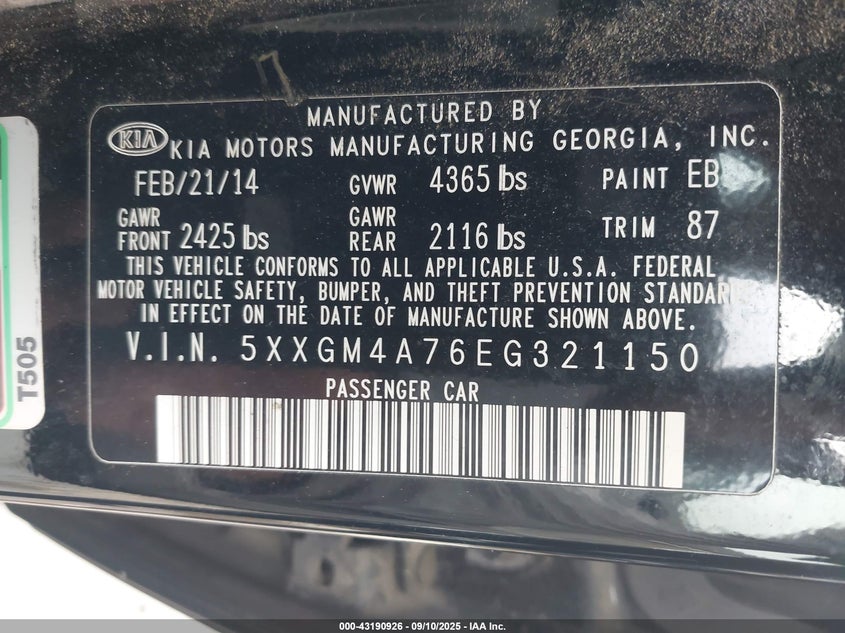 MANUFACTURED BY
KIA KIA MOTORS MANUFACTURING GEORGIA, INC.
FEB/21/14 GVWR 4365 lbs PAINT EB
GAWR FRONT 2425 lbs GAWR REAR 2116 lbs TRIM 87
THIS VEHICLE CONFORMS TO ALL APPLICABLE U.S.A. FEDERAL
MOTOR VEHICLE SAFETY, BUMPER, AND THEFT PREVENTION STANDAR
IN EFFECT ON THE DATE OF MANUFACTURE SHOWN ABOVE.
V.I.N. 5XXGM4A76EG321150
PASSENGER CAR
T505
000-43190926 - 09/10/2025 - IAA Inc.